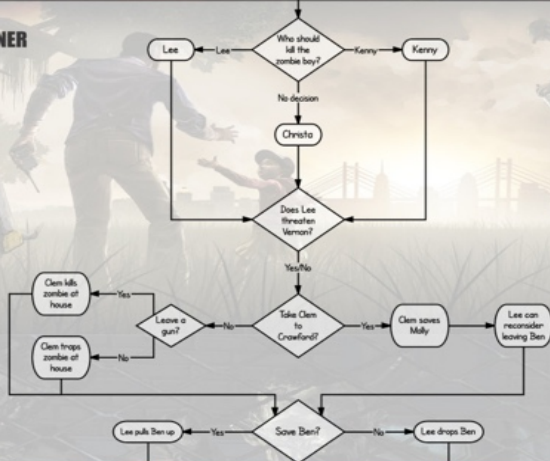 NER
Who should
kill the
zombie boy?
Lee
Lee
Kenny
Kenny
No decision
Christa
Does Lee
threaten
Vernon?
Yes/No
Clem kills
zombie at
house
Yes
Leave a
gun?
No
Take Clem
to
Crawford?
Yes
Clem saves
Molly
Lee can
reconsider
leaving Ben
Clem traps
zombie at
house
No
Lee pulls Ben up
Yes
Save Ben?
No
Lee drops Ben